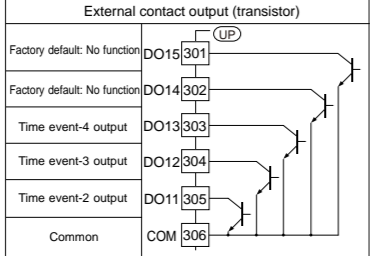 External contact output (transistor)
UP
Factory default: No function DO15 301
Factory default: No function DO14 302
Time event-4 output DO13 303
Time event-3 output DO12 304
Time event-2 output DO11 305
Common COM 306